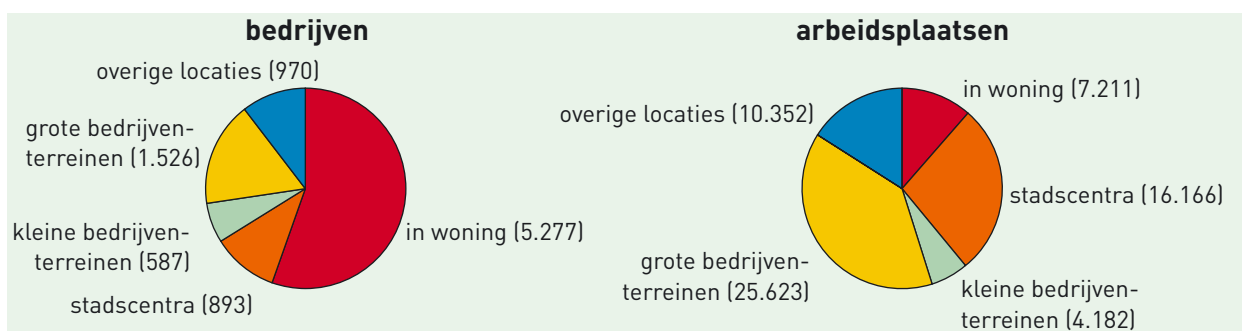 bedrijven
overige locaties (970)
grote bedrijven-
terreinen (1.526)
kleine bedrijven-
terreinen (587)
stadscentra (893)
in woning (5.277)
arbeidsplaatsen
in woning (7.211)
overige locaties (10.352)
stadscentra (16.166)
grote bedrijven-
terreinen (25.623)
kleine bedrijven-
terreinen (4.182)